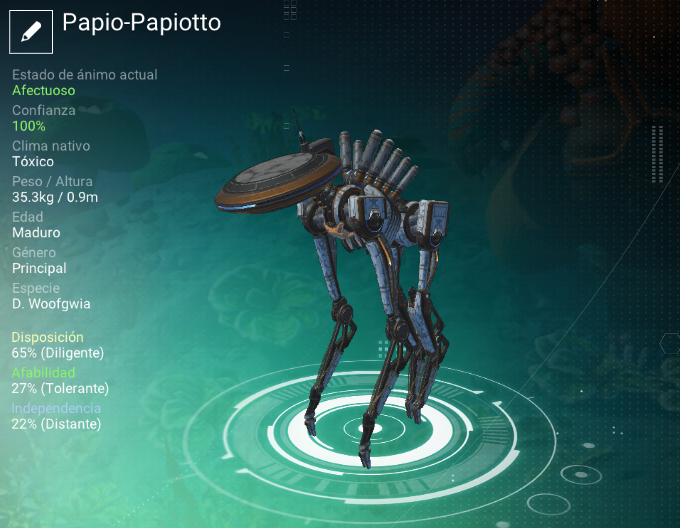 Papio-Papiotto
Estado de ánimo actual
Afectuoso
Confianza
100%
Clima nativo
Tóxico
Peso / Altura
35.3kg / 0.9m
Edad
Maduro
Género
Principal
Especie
D. Woofgwia
Disposición
65% (Diligente)
Afabilidad
27% (Tolerante)
Independencia
22% (Distante)